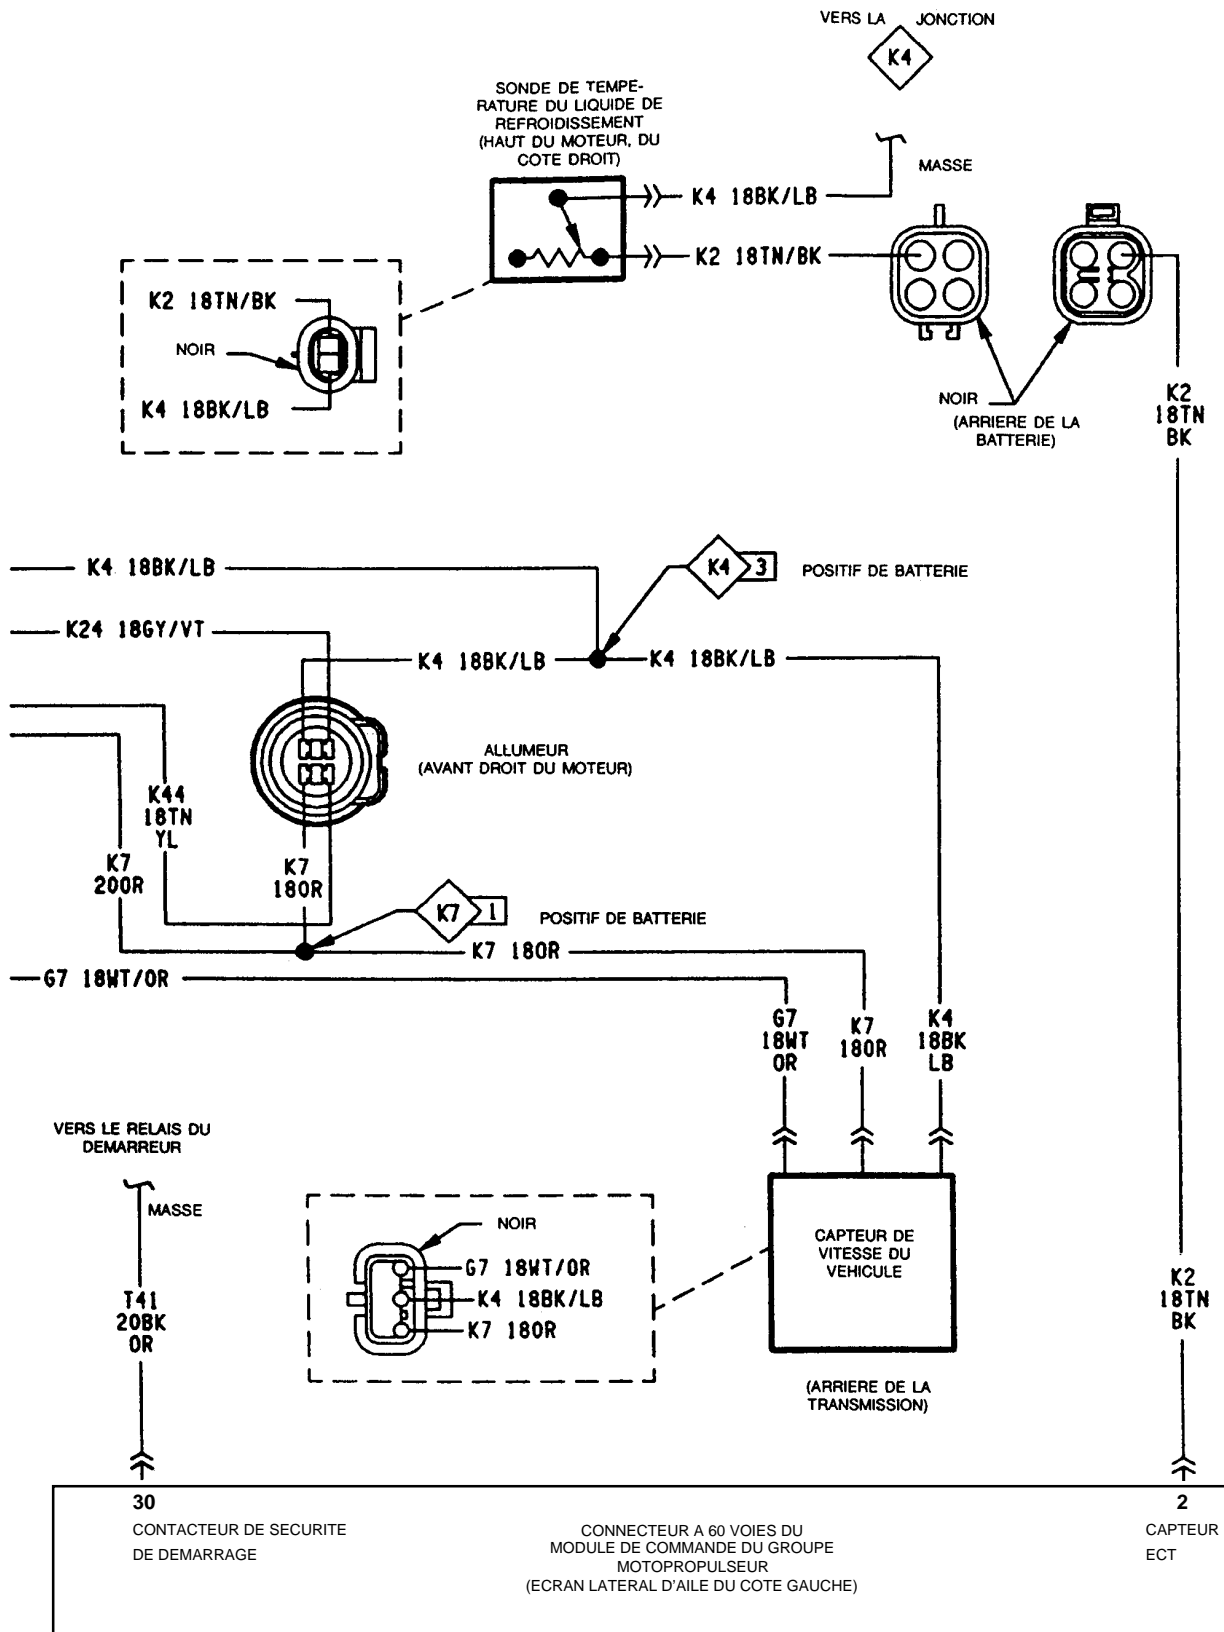 VERS LA JONCTION
K4
SONDE DE TEMPE-
RATURE DU LIQUIDE DE
REFROIDISSEMENT
(HAUT DU MOTEUR, DU
COTE DROIT)
MASSE
K4 18BK/LB
K2 18TN/BK
K2 18TN/BK
NOIR
K4 18BK/LB
NOIR
(ARRIERE DE LA
BATTERIE)
K2
18TN
BK
K4 18BK/LB
K4 3
POSITIF DE BATTERIE
K24 18GY/VT
K4 18BK/LB
K4 18BK/LB
ALLUMEUR
(AVANT DROIT DU MOTEUR)
K44
18TN
YL
K7
20OR
K7
18OR
K7 1
POSITIF DE BATTERIE
K7 18OR
G7 18WT/OR
G7
18WT
OR
K7
18OR
K4
18BK
LB
VERS LE RELAIS DU
DEMARREUR
MASSE
NOIR
G7 18WT/OR
K4 18BK/LB
K7 18OR
CAPTEUR DE
VITESSE DU
VEHICULE
T41
20BK
OR
K2
18TN
BK
(ARRIERE DE LA
TRANSMISSION)
30
CONTACTEUR DE SECURITE
DE DEMARRAGE
CONNECTEUR A 60 VOIES DU
MODULE DE COMMANDE DU GROUPE
MOTOPROPULSEUR
(ECRAN LATERAL D'AILE DU COTE GAUCHE)
2
CAPTEUR
ECT